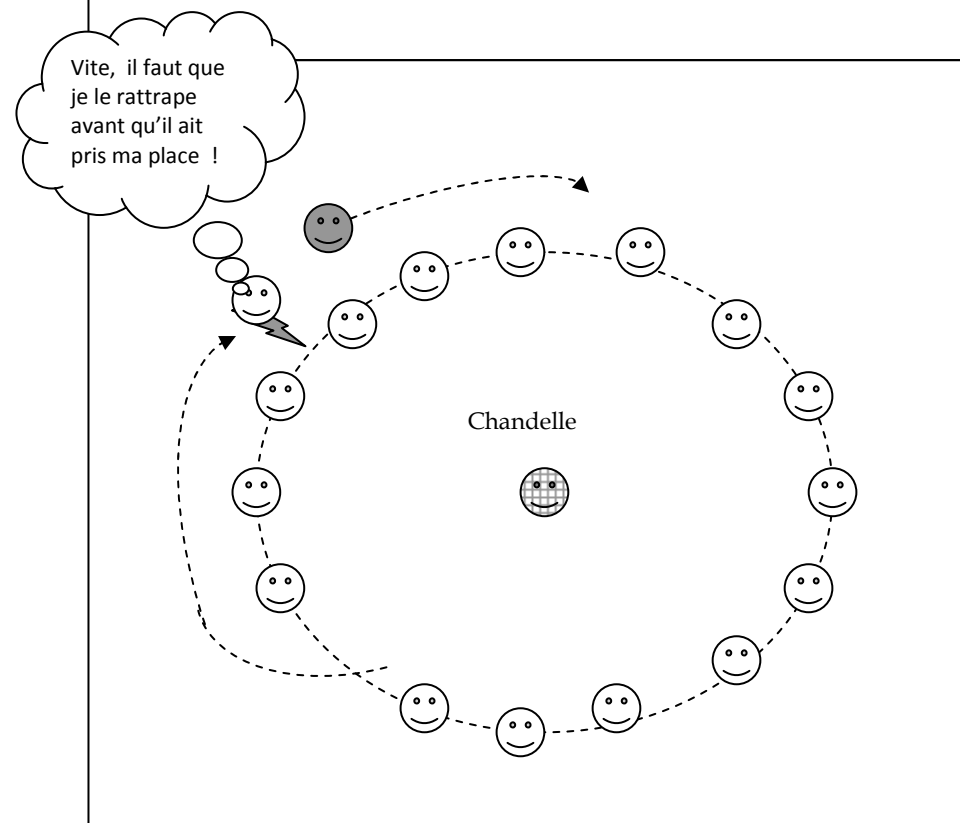 Vite, il faut que
je le rattrape
avant qu’il ait
pris ma place !
Chandelle